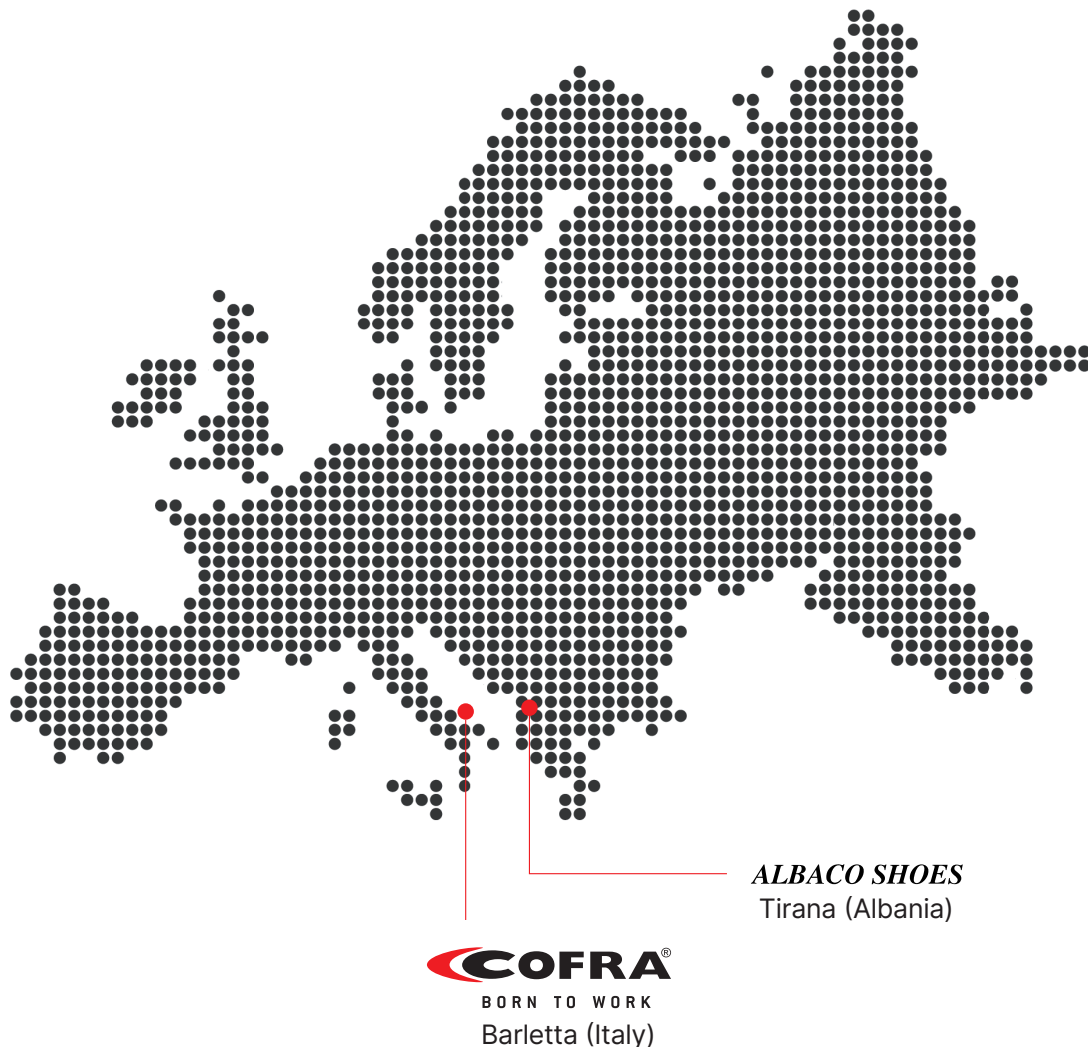 ALBACO SHOES
Tirana (Albania)
COFRA®
BORN TO WORK
Barletta (Italy)